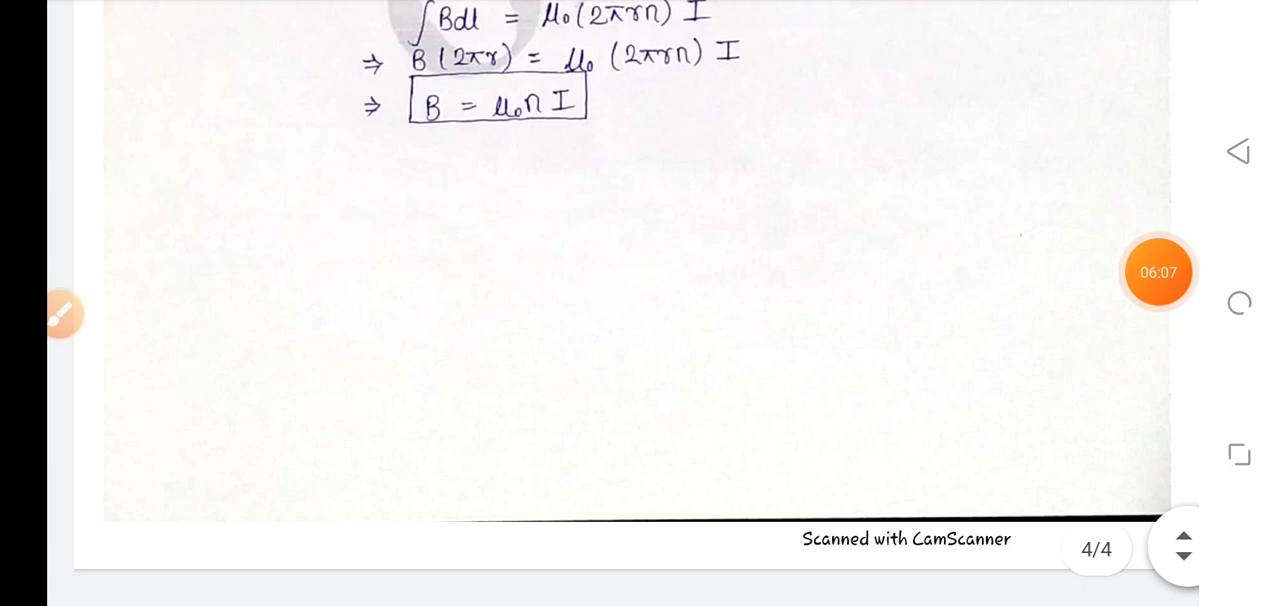 ∫Bdl = μ₀(2πrn) I
⇒ B(2πr) = μ₀ (2πrn) I
⇒ B = μ₀nI
06:07
Scanned with CamScanner
4/4